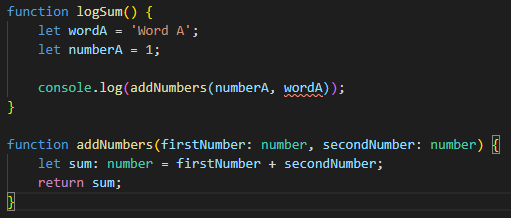 function logSum() {
    let wordA = 'Word A';
    let numberA = 1;

    console.log(addNumbers(numberA, wordA));
}

function addNumbers(firstNumber: number, secondNumber: number) {
    let sum: number = firstNumber + secondNumber;
    return sum;
}